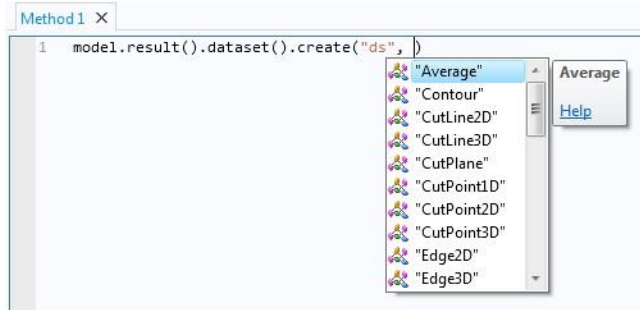 Method 1 ×
1 model.result().dataset().create("ds", )
"Average"
"Contour"
"CutLine2D"
"CutLine3D"
"CutPlane"
"CutPoint1D"
"CutPoint2D"
"CutPoint3D"
"Edge2D"
"Edge3D"
Average
Help